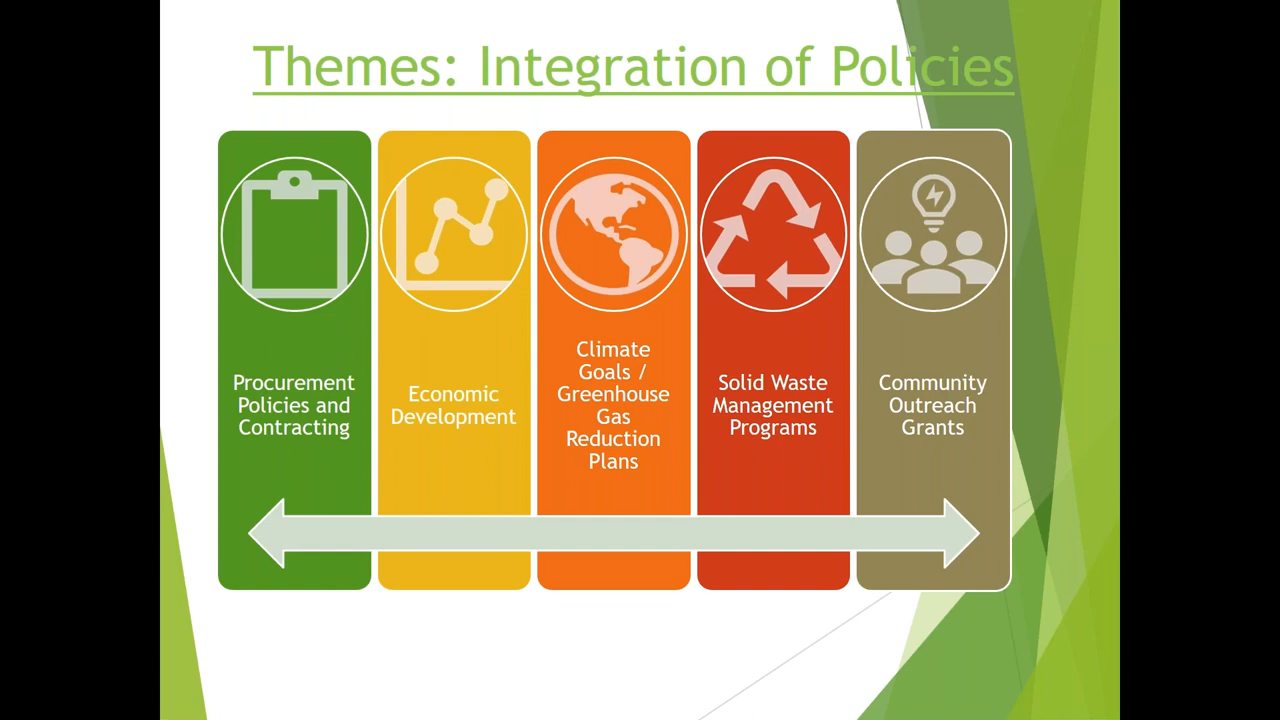 Themes: Integration of Policies
Procurement
Policies and
Contracting
Economic
Development
Climate
Goals /
Greenhouse
Gas
Reduction
Plans
Solid Waste
Management
Programs
Community
Outreach
Grants